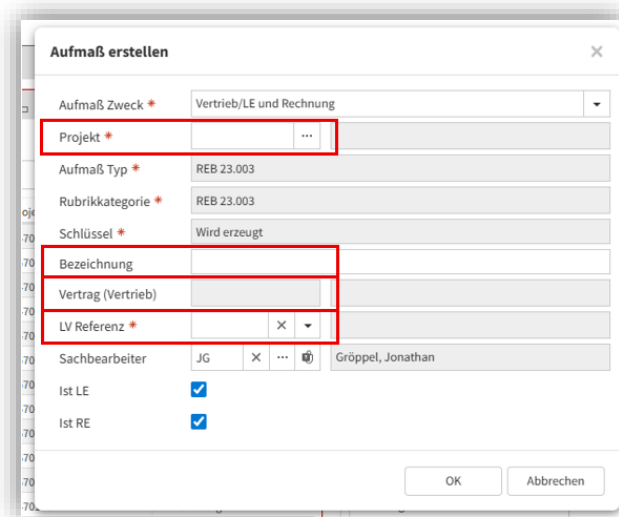 Aufmaß erstellen
Aufmaß Zweck * Vertrieb/LE und Rechnung
Projekt *
Aufmaß Typ * REB 23.003
Rubrikkategorie * REB 23.003
Schlüssel * Wird erzeugt
Bezeichnung
Vertrag (Vertrieb)
LV Referenz *
Sachbearbeiter JG Gröppel, Jonathan
Ist LE
Ist RE
OK Abbrechen